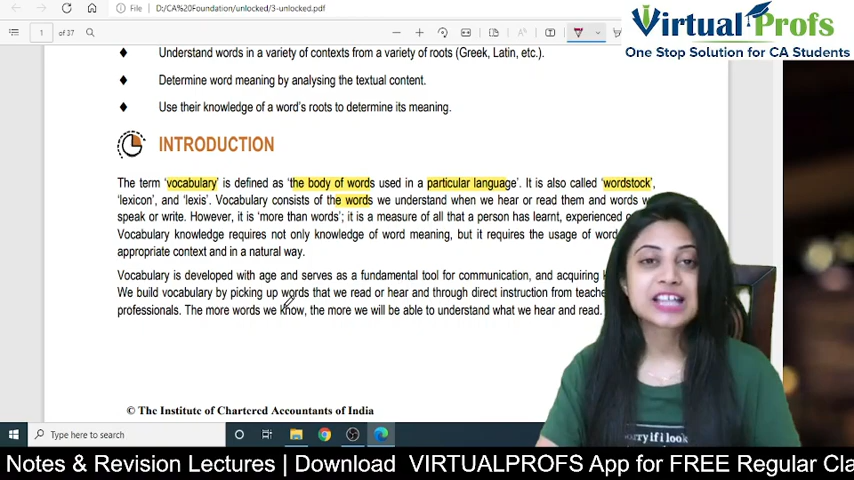 File
D:/CA%20Foundation/unlocked/3-unlocked.pdf
1 of 37
Virtual Profs
One Stop Solution for CA Students
Understand words in a variety of contexts from a variety of roots (Greek, Latin, etc.).
Determine word meaning by analysing the textual content.
Use their knowledge of a word's roots to determine its meaning.
INTRODUCTION
The term 'vocabulary' is defined as 'the body of words used in a particular language'. It is also called 'wordstock',
'lexicon', and 'lexis'. Vocabulary consists of the words we understand when we hear or read them and words
speak or write. However, it is 'more than words'; it is a measure of all that a person has learnt, experienced
Vocabulary knowledge requires not only knowledge of word meaning, but it requires the usage of
appropriate context and in a natural way.
Vocabulary is developed with age and serves as a fundamental tool for communication, and acquiring
We build vocabulary by picking up words that we read or hear and through direct instruction from
professionals. The more words we know, the more we will be able to understand what we hear and read.
© The Institute of Chartered Accountants of India
sorry if i look
Type here to search
Notes & Revision Lectures | Download VIRTUALPROFS App for FREE Regular